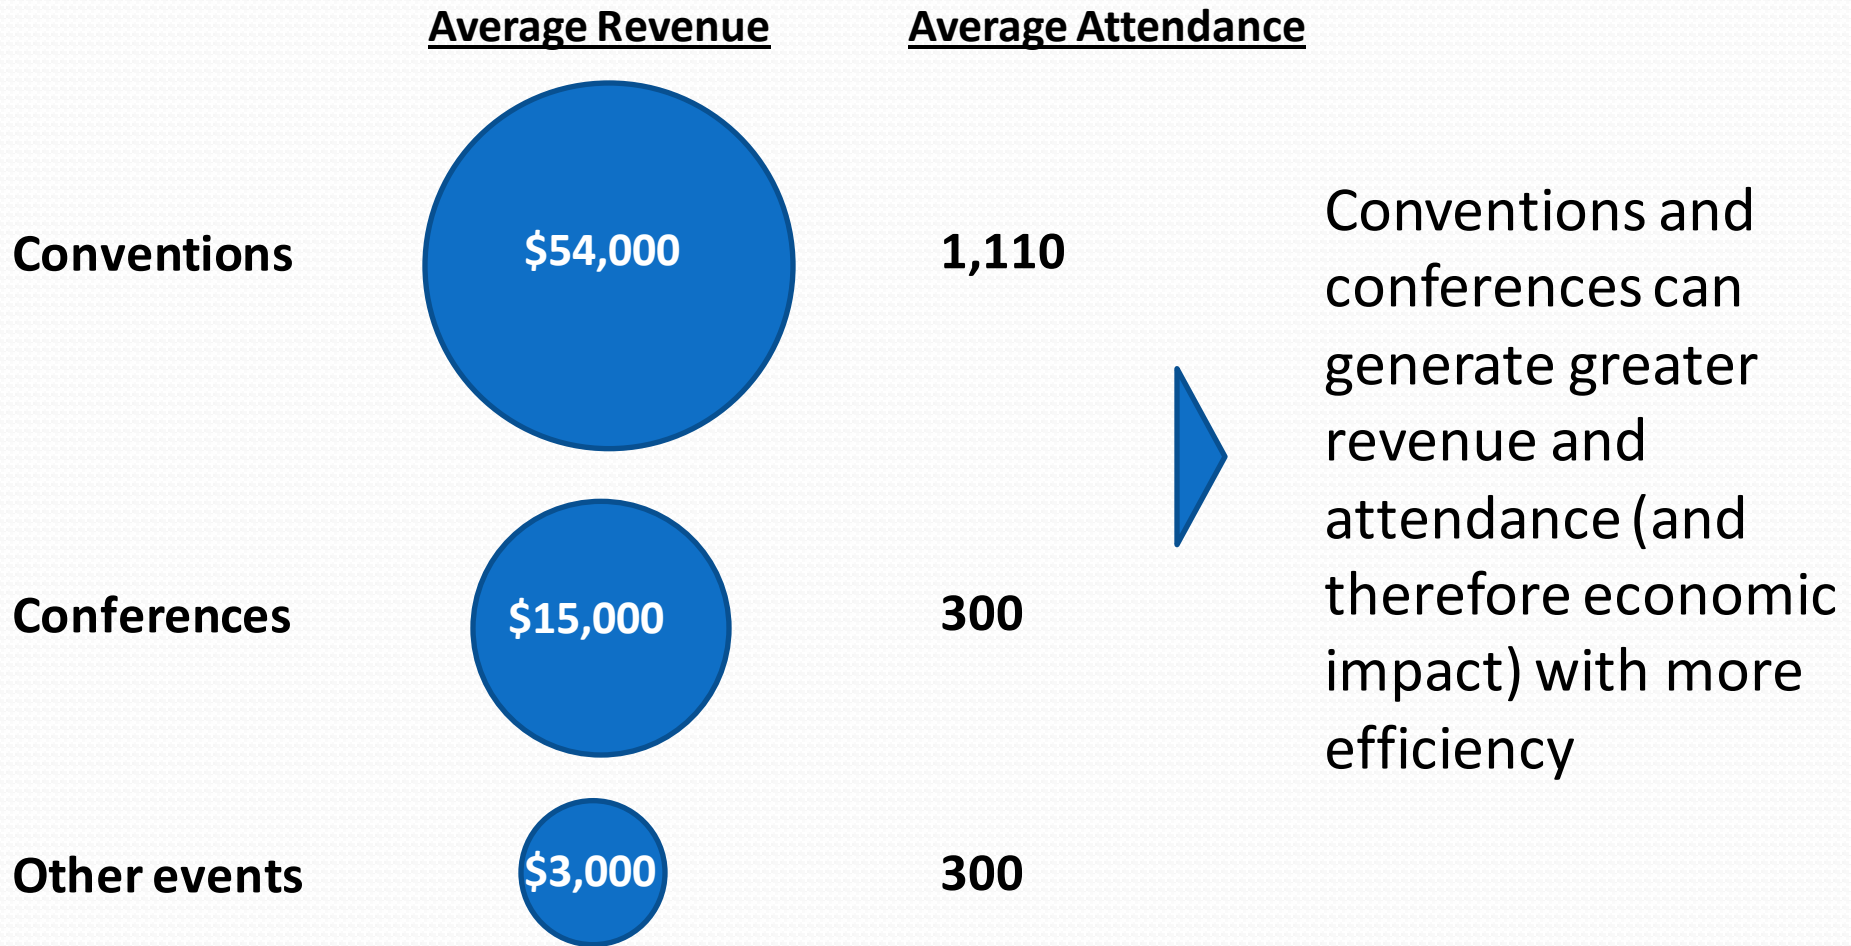 Average Revenue Average Attendance
Conventions $54,000 1,110
Conferences $15,000 300
Other events $3,000 300
Conventions and
conferences can
generate greater
revenue and
attendance (and
therefore economic
impact) with more
efficiency